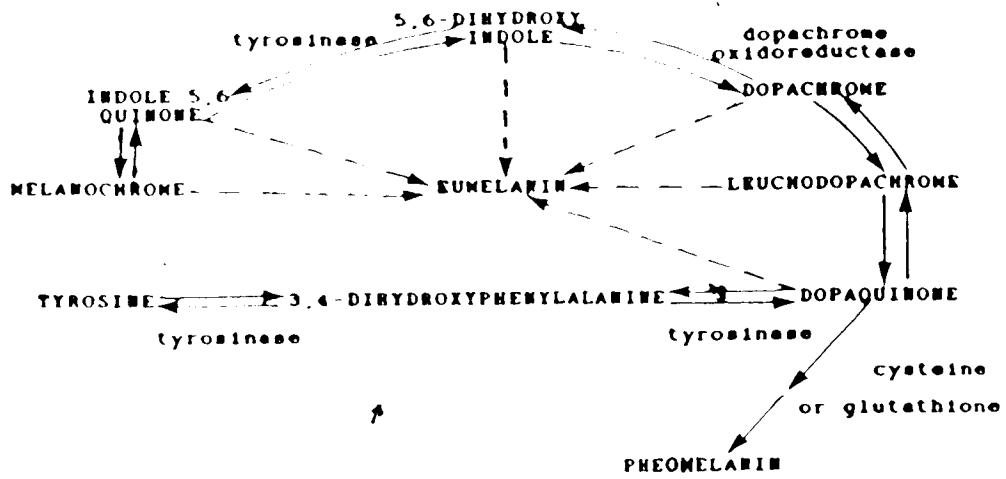 5,6-DIHYDROXY
INDOLE
tyrosinase
dopachrome
oxidoreductase
INDOLE 5,6
QUINONE
DOPACHROME
MELANOCHROME
EUMELANIN
LEUCHODOPACHROME
TYROSINE
3,4-DIHYDROXYPHENYLALANINE
DOPAQUINONE
tyrosinase
tyrosinase
cysteine
or glutathione
PHEOMELANIN